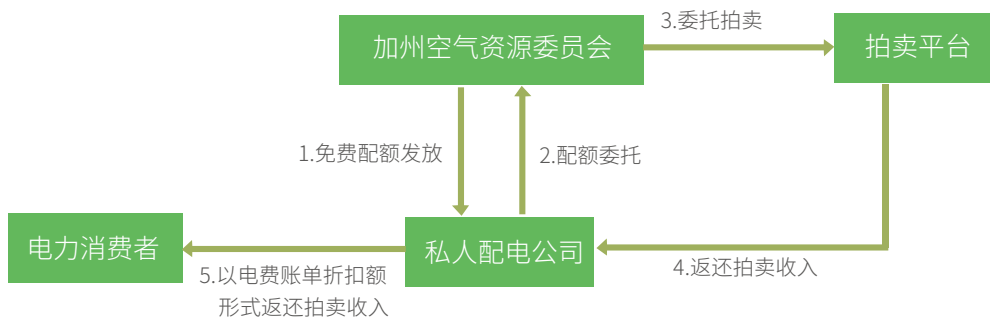 3.委托拍卖
加州空气资源委员会
拍卖平台
1.免费配额发放
2.配额委托
电力消费者
私人配电公司
4.返还拍卖收入
5.以电费账单折扣额
形式返还拍卖收入